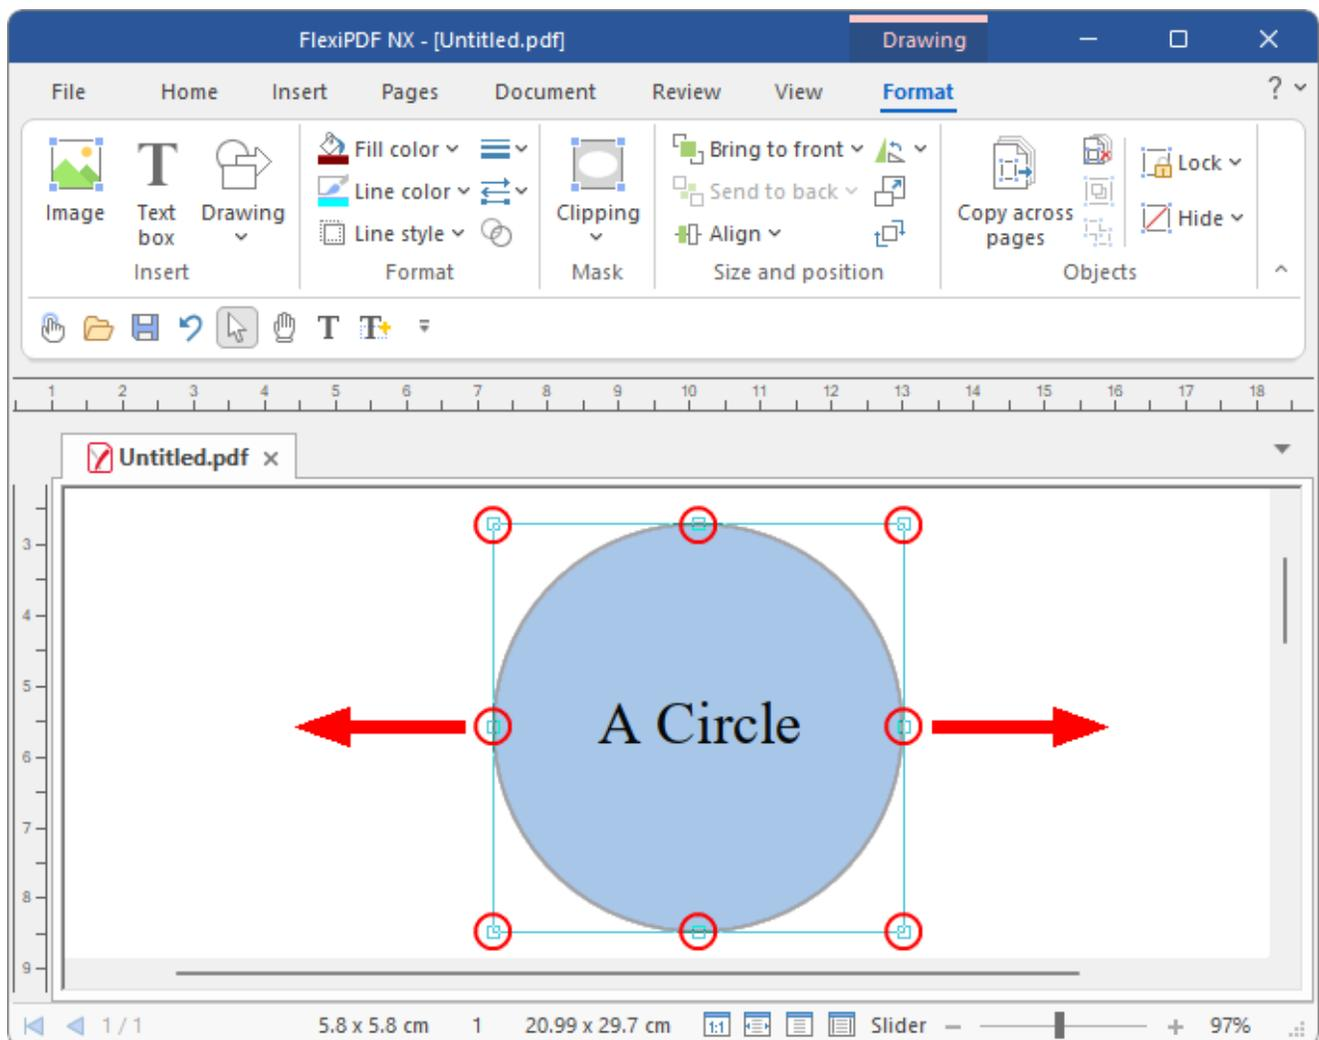 FlexiPDF NX - [Untitled.pdf] Drawing
File Home Insert Pages Document Review View Format ?
Image
Text box
Drawing
Insert
Fill color
Line color
Line style
Format
Clipping
Mask
Bring to front
Send to back
Align
Size and position
Copy across pages
Lock
Hide
Objects
T T
1 2 3 4 5 6 7 8 9 10 11 12 13 14 15 16 17 18
Untitled.pdf
3
4
5
A Circle
6
7
8
9
1 / 1 5.8 x 5.8 cm 1 20.99 x 29.7 cm 1:1 Slider 97%